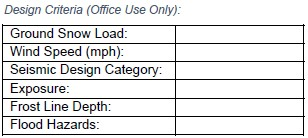 Design Criteria (Office Use Only):
Ground Snow Load:
Wind Speed (mph):
Seismic Design Category:
Exposure:
Frost Line Depth:
Flood Hazards: